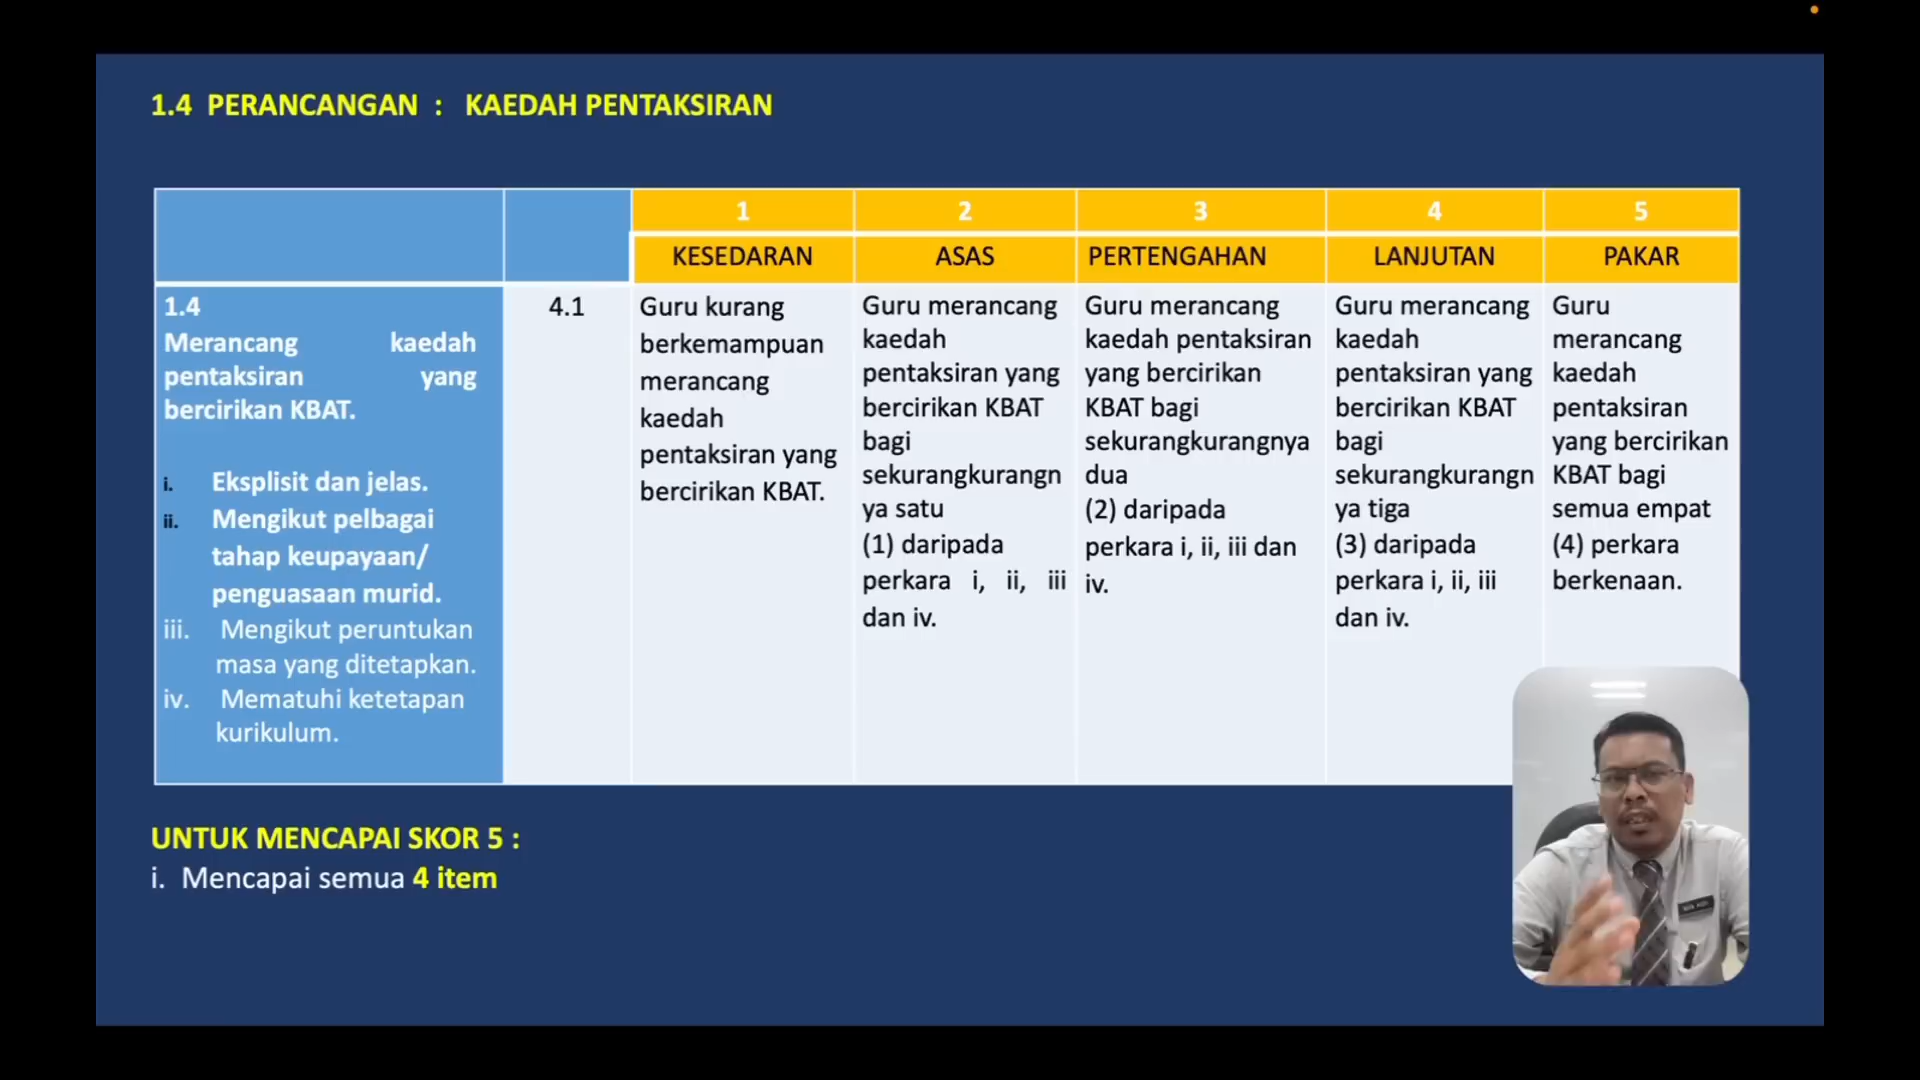 1.4 PERANCANGAN : KAEDAH PENTAKSIRAN
1 2 3 4 5
KESEDARAN ASAS PERTENGAHAN LANJUTAN PAKAR
1.4
Merancang kaedah
pentaksiran yang
bercirikan KBAT.
i. Eksplisit dan jelas.
ii. Mengikut pelbagai
tahap keupayaan/
penguasaan murid.
iii. Mengikut peruntukan
masa yang ditetapkan.
iv. Mematuhi ketetapan
kurikulum.
4.1
Guru kurang
berkemampuan
merancang
kaedah
pentaksiran yang
bercirikan KBAT.
Guru merancang
kaedah
pentaksiran yang
bercirikan KBAT
bagi
sekurangkurangn
ya satu
(1) daripada
perkara i, ii, iii
dan iv.
Guru merancang
kaedah pentaksiran
yang bercirikan
KBAT bagi
sekurangkurangnya
dua
(2) daripada
perkara i, ii, iii dan
iv.
Guru merancang
kaedah
pentaksiran yang
bercirikan KBAT
bagi
sekurangkurangn
ya tiga
(3) daripada
perkara i, ii, iii
dan iv.
Guru
merancang
kaedah
pentaksiran
yang bercirikan
KBAT bagi
semua empat
(4) perkara
berkenaan.
UNTUK MENCAPAI SKOR 5 :
i. Mencapai semua 4 item